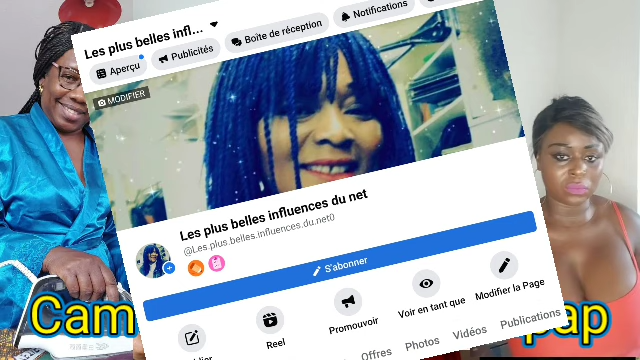 Les plus belles infl...
Aperçu
Publicités
Boîte de réception
Notifications
MODIFIER
Les plus belles influences du net
@Les.plus.belles.influences.du.net0
S'abonner
Reel
Promouvoir
Voir en tant que
Modifier la Page
Offres
Photos
Vidéos
Publications
Cam
pap